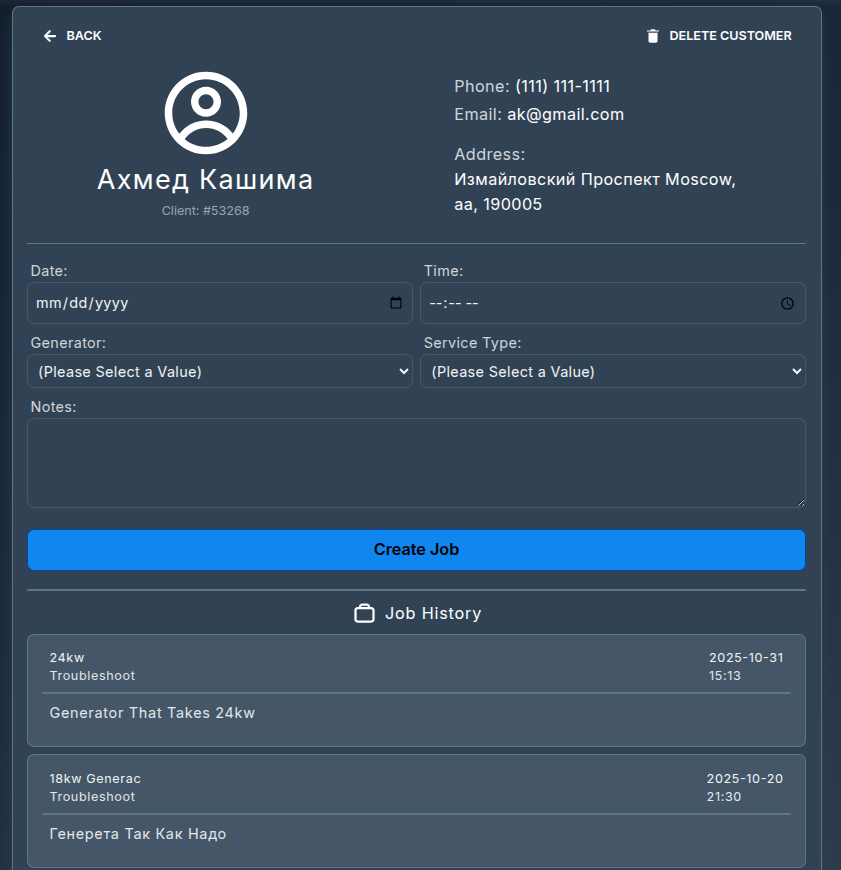 BACK
DELETE CUSTOMER
Ахмед Кашима
Client: #53268
Phone: (111) 111-1111
Email: ak@gmail.com
Address:
Измайловский Проспект Moscow,
aa, 190005
Date:
Time:
mm/dd/yyyy
--:-- --
Generator:
Service Type:
(Please Select a Value)
(Please Select a Value)
Notes:
Create Job
Job History
24kw
2025-10-31
Troubleshoot
15:13
Generator That Takes 24kw
18kw Generac
2025-10-20
Troubleshoot
21:30
Генерета Так Как Надо